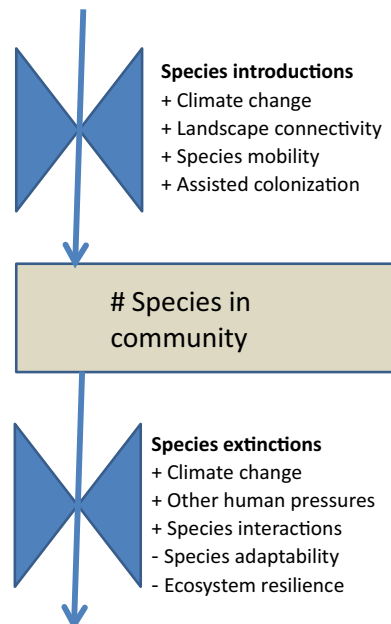 Species introductions
+ Climate change
+ Landscape connectivity
+ Species mobility
+ Assisted colonization
# Species in
community
Species extinctions
+ Climate change
+ Other human pressures
+ Species interactions
- Species adaptability
- Ecosystem resilience